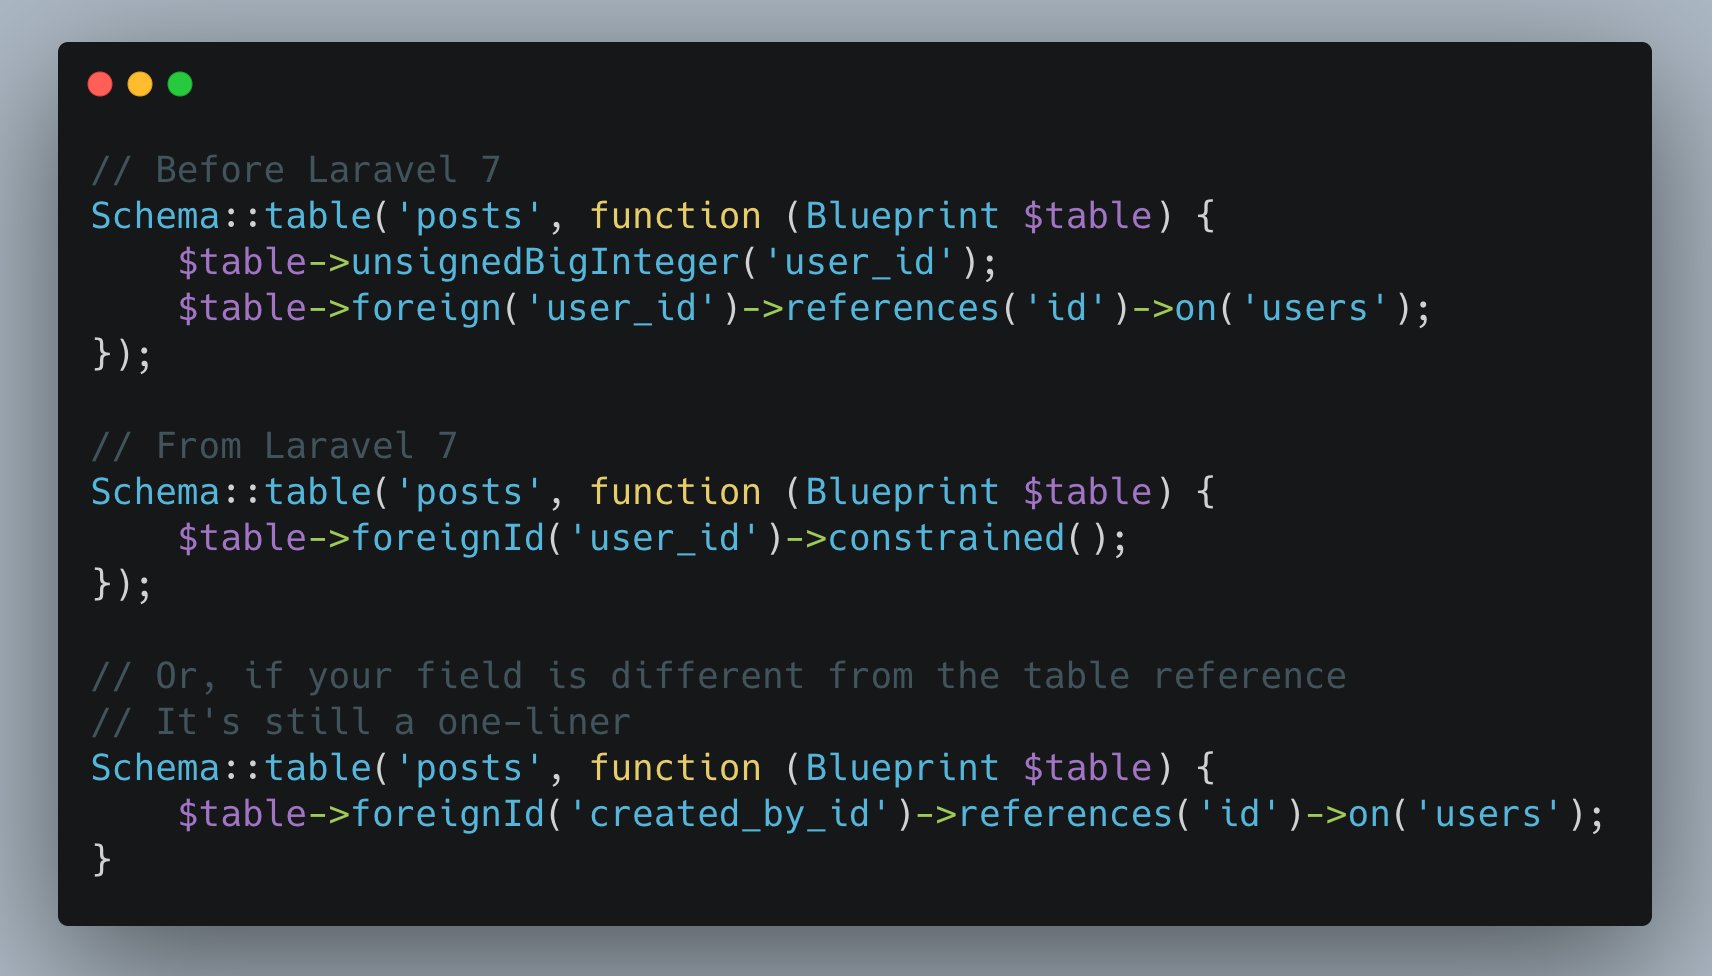 // Before Laravel 7
Schema::table('posts', function (Blueprint $table) {
    $table->unsignedBigInteger('user_id');
    $table->foreign('user_id')->references('id')->on('users');
});

// From Laravel 7
Schema::table('posts', function (Blueprint $table) {
    $table->foreignId('user_id')->constrained();
});

// Or, if your field is different from the table reference
// It's still a one-liner
Schema::table('posts', function (Blueprint $table) {
    $table->foreignId('created_by_id')->references('id')->on('users');
}